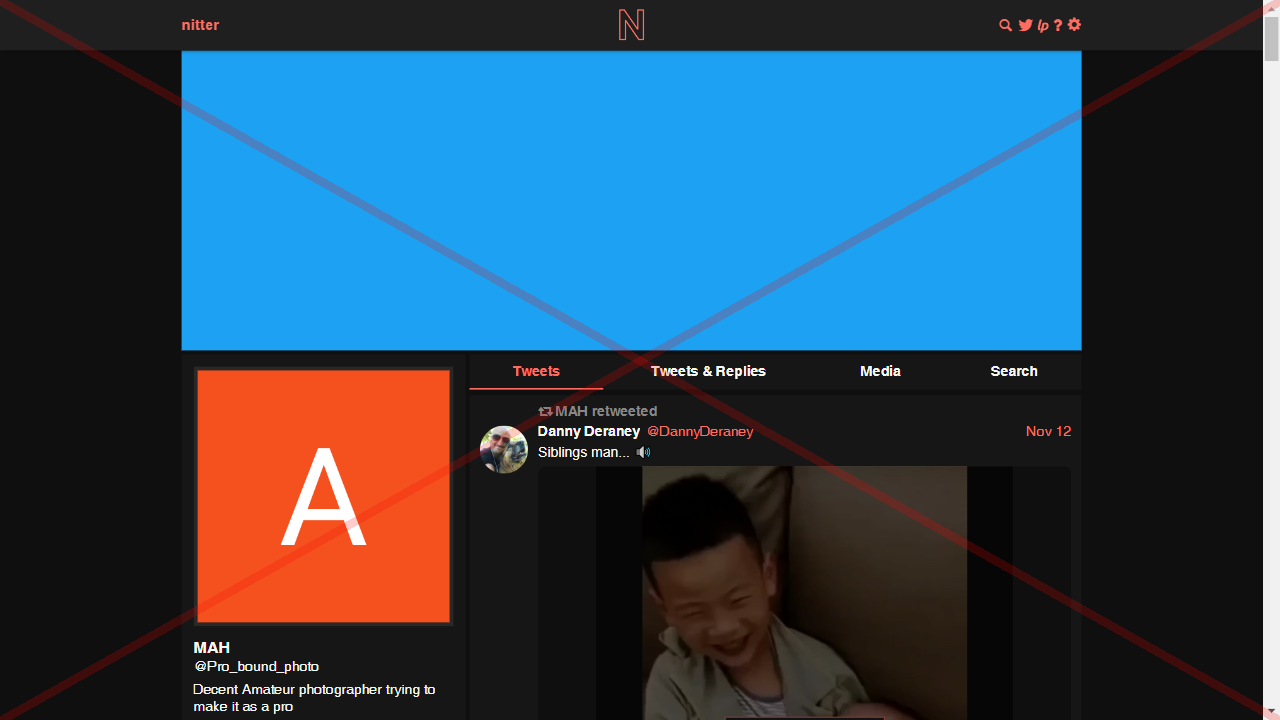 nitter
N
lp ?
Tweets
Tweets & Replies
Media
Search
MAH retweeted
Danny Deraney @DannyDeraney
Nov 12
Siblings man... 🔊
A
MAH
@Pro_bound_photo
Decent Amateur photographer trying to
make it as a pro